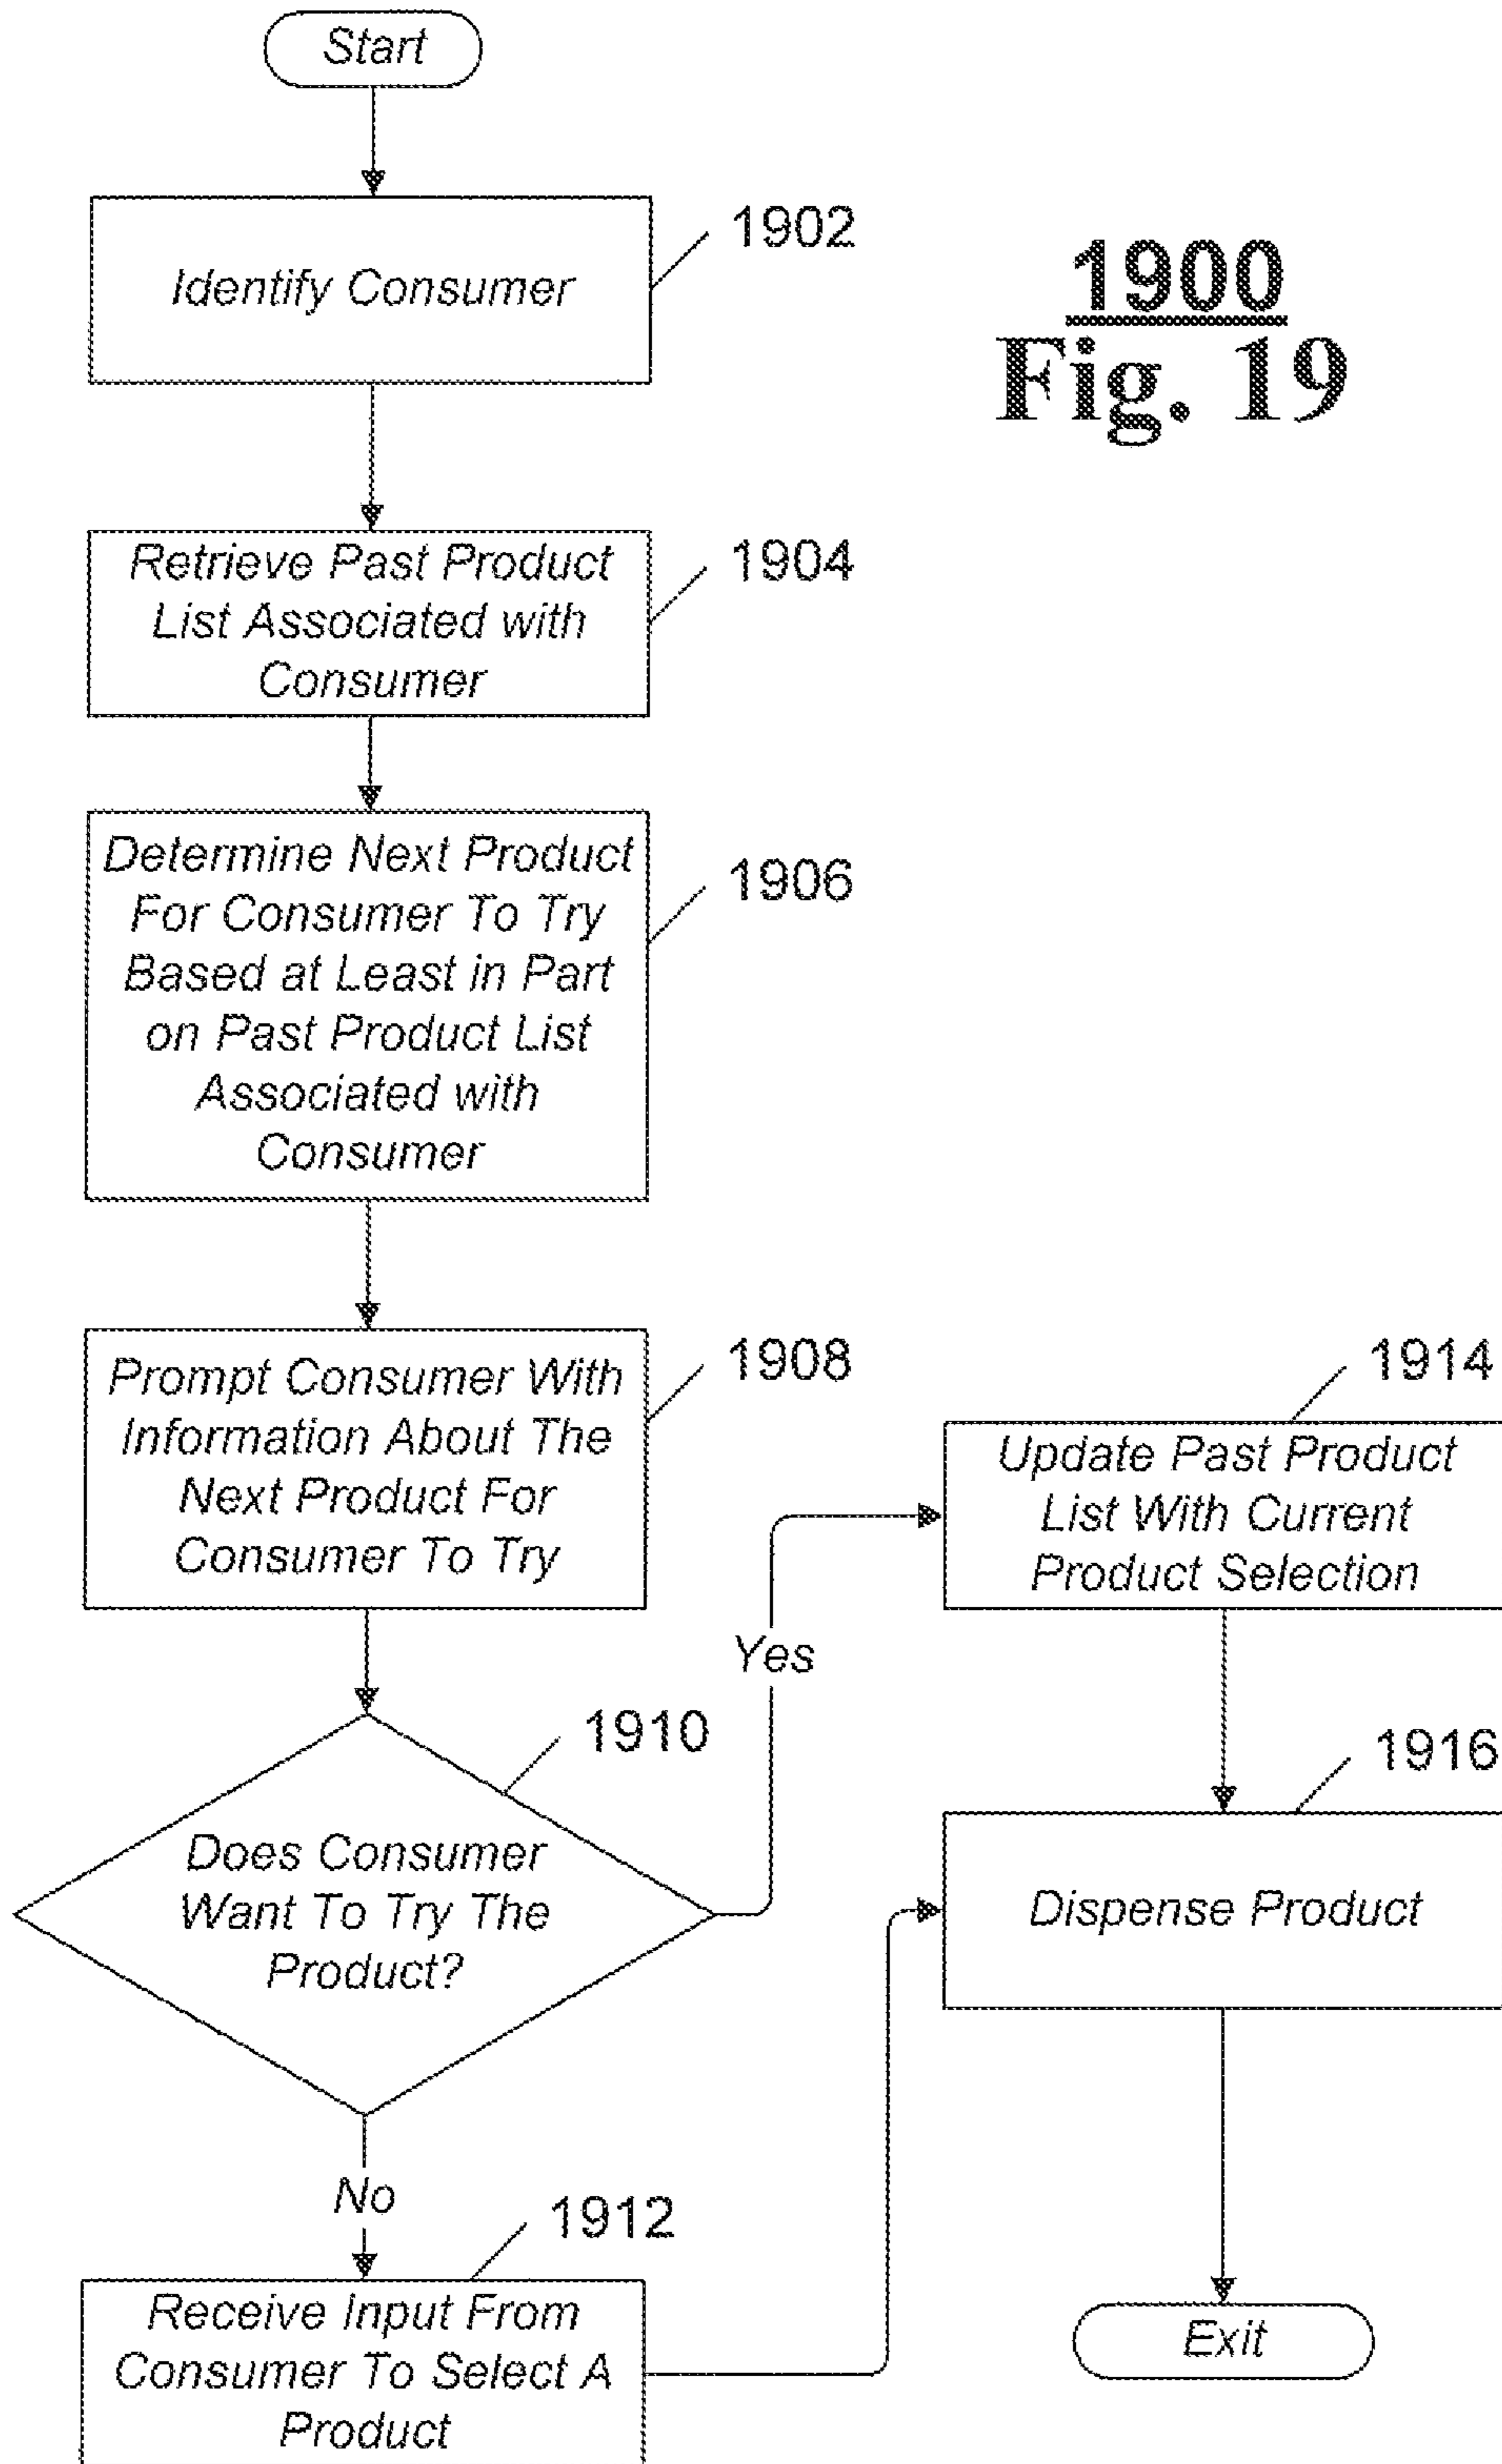 Start
1902
Identify Consumer
1900
Fig. 19
1904
Retrieve Past Product
List Associated with
Consumer
1906
Determine Next Product
For Consumer To Try
Based at Least in Part
on Past Product List
Associated with
Consumer
1908
Prompt Consumer With
Information About The
Next Product For
Consumer To Try
1910
Does Consumer
Want To Try The
Product?
Yes
No
1912
Receive Input From
Consumer To Select A
Product
1914
Update Past Product
List With Current
Product Selection
1916
Dispense Product
Exit